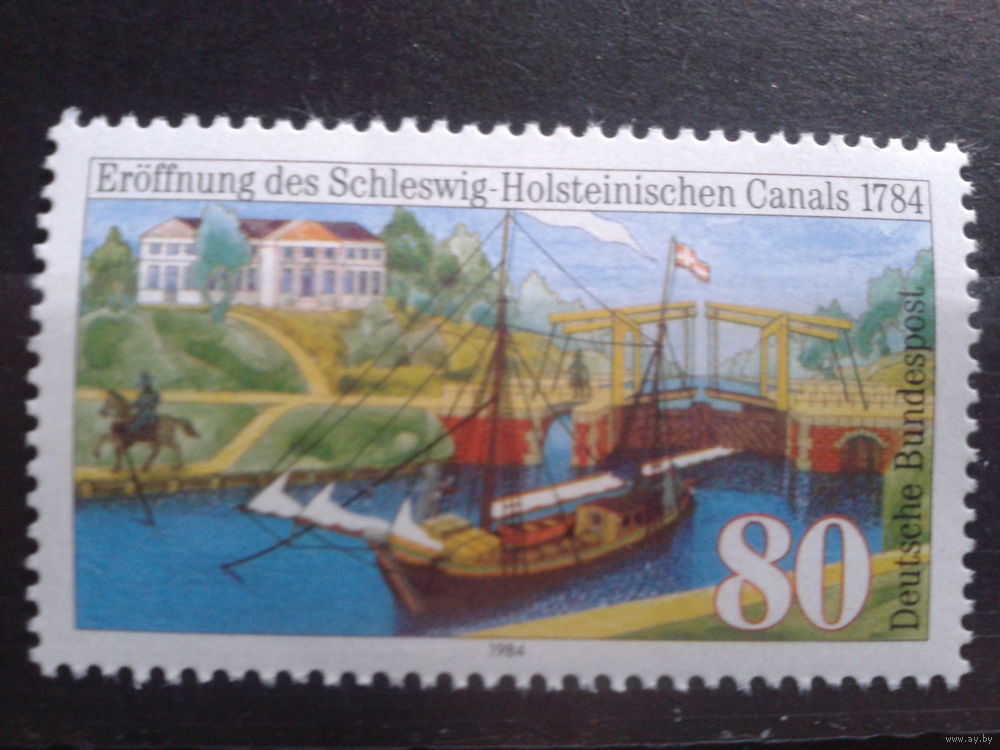 Eröffnung des Schleswig-Holsteinischen Canals 1784
Deutsche Bundespost
80
1984
www.ay.by